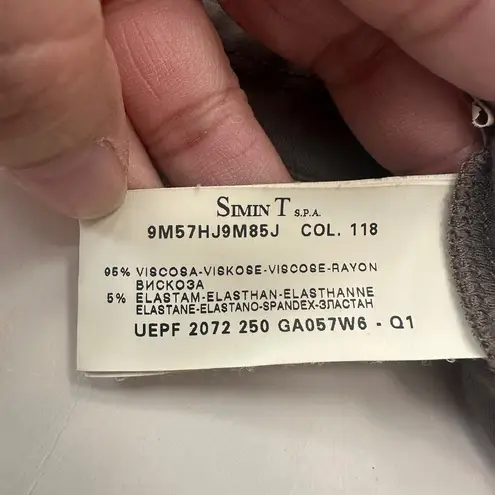 SIMIN T S.P.A.
9M57HJ9M85J COL. 118
95% VISCOSA-VISKOSE-VISCOSE-RAYON
ВИСКОЗА
5% ELASTAM-ELASTHAN-ELASTHANNE
ELASTANE-ELASTANO-SPANDEX-ЭЛАСТАН
UEPF 2072 250 GA057W6 - Q1